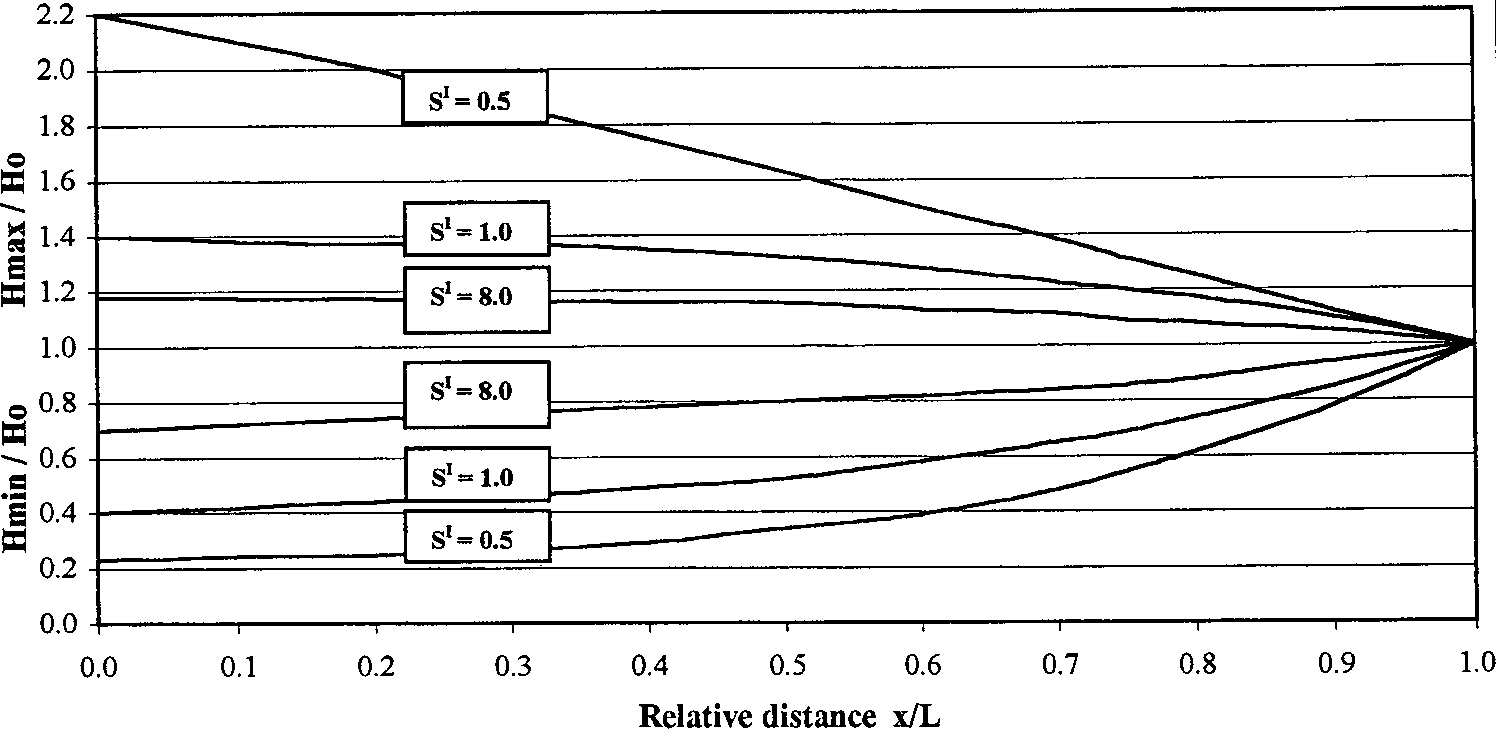 2.2
2.0
1.8
1.6
1.4
1.2
1.0
0.8
0.6
0.4
0.2
0.0
Hmax / Ho
Hmin / Ho
S^I = 0.5
S^I = 1.0
S^I = 8.0
S^I = 8.0
S^I = 1.0
S^I = 0.5
0.0 0.1 0.2 0.3 0.4 0.5 0.6 0.7 0.8 0.9 1.0
Relative distance x/L